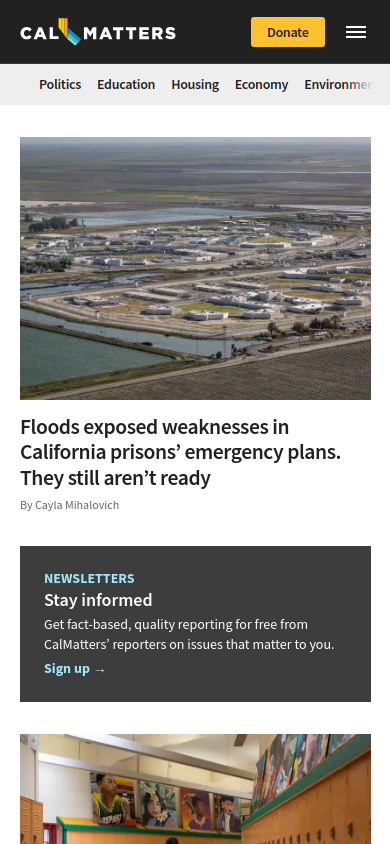 CAL MATTERS
Donate
Politics Education Housing Economy
Floods exposed weaknesses in
California prisons’ emergency plans.
They still aren’t ready
By Cayla Mihalovich
NEWSLETTERS
Stay informed
Get fact-based, quality reporting for free from
CalMatters’ reporters on issues that matter to you.
Sign up →